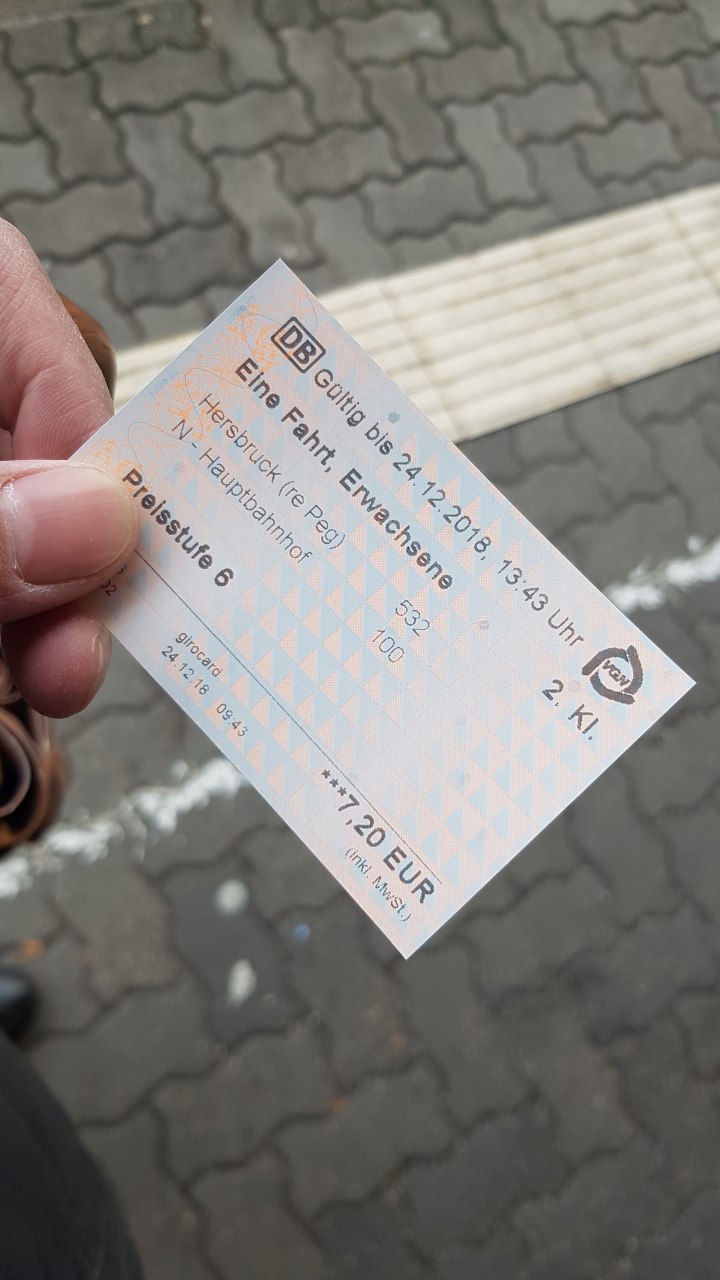 DB Gültig bis 24.12.2018, 13:43 Uhr VGN
Eine Fahrt, Erwachsene 2. Kl.
Hersbruck (re Peg) 532
N - Hauptbahnhof 100
Preisstufe 6
02
girocard
24.12.18 09:43
***7,20 EUR
(inkl. MwSt.)